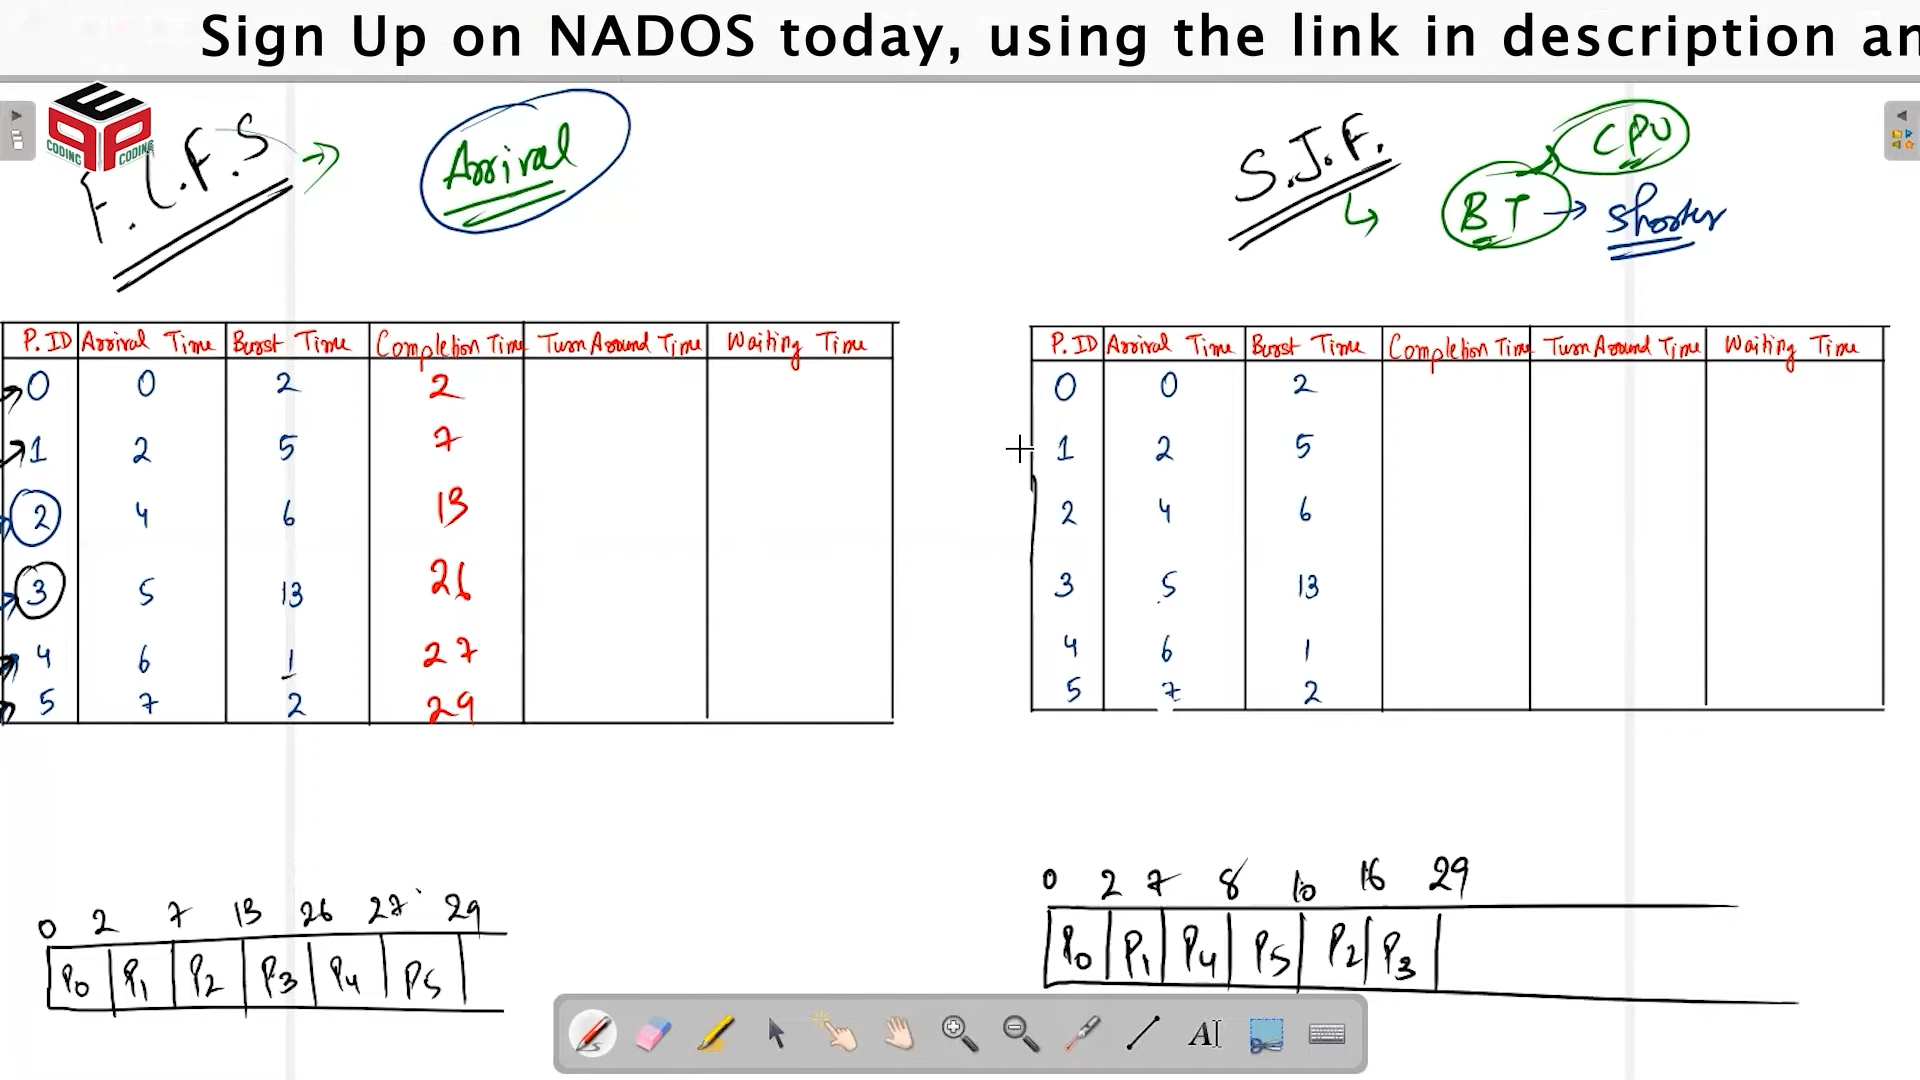 Sign Up on NADOS today, using the link in description an
CODING
CODING
F.C.F.S → Arrival
S.J.F.
CPU
BT → shorter
P.ID Arrival Time Burst Time Completion Time Turn Around Time Waiting Time
0 0 2 2
1 2 5 7
2 4 6 13
3 5 13 26
4 6 1 27
5 7 2 29
P.ID Arrival Time Burst Time Completion Time Turn Around Time Waiting Time
0 0 2
1 2 5
2 4 6
3 5 13
4 6 1
5 7 2
0 2 7 13 26 27 29
P0 P1 P2 P3 P4 P5
0 2 7 8 10 16 29
P0 P1 P4 P5 P2 P3
A